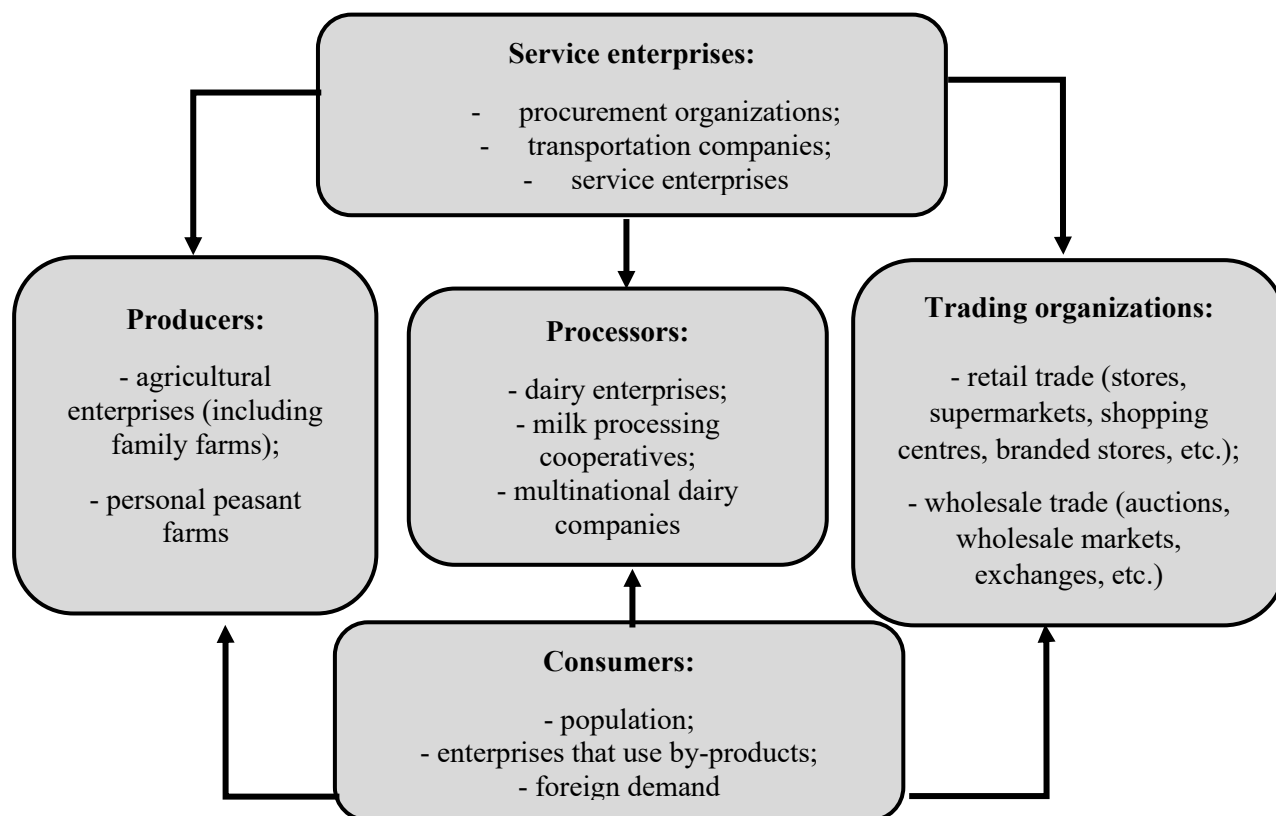 Service enterprises:
- procurement organizations;
- transportation companies;
- service enterprises
Producers:
- agricultural
enterprises (including
family farms);
- personal peasant
farms
Processors:
- dairy enterprises;
- milk processing
cooperatives;
- multinational dairy
companies
Trading organizations:
- retail trade (stores,
supermarkets, shopping
centres, branded stores, etc.);
- wholesale trade (auctions,
wholesale markets,
exchanges, etc.)
Consumers:
- population;
- enterprises that use by-products;
- foreign demand